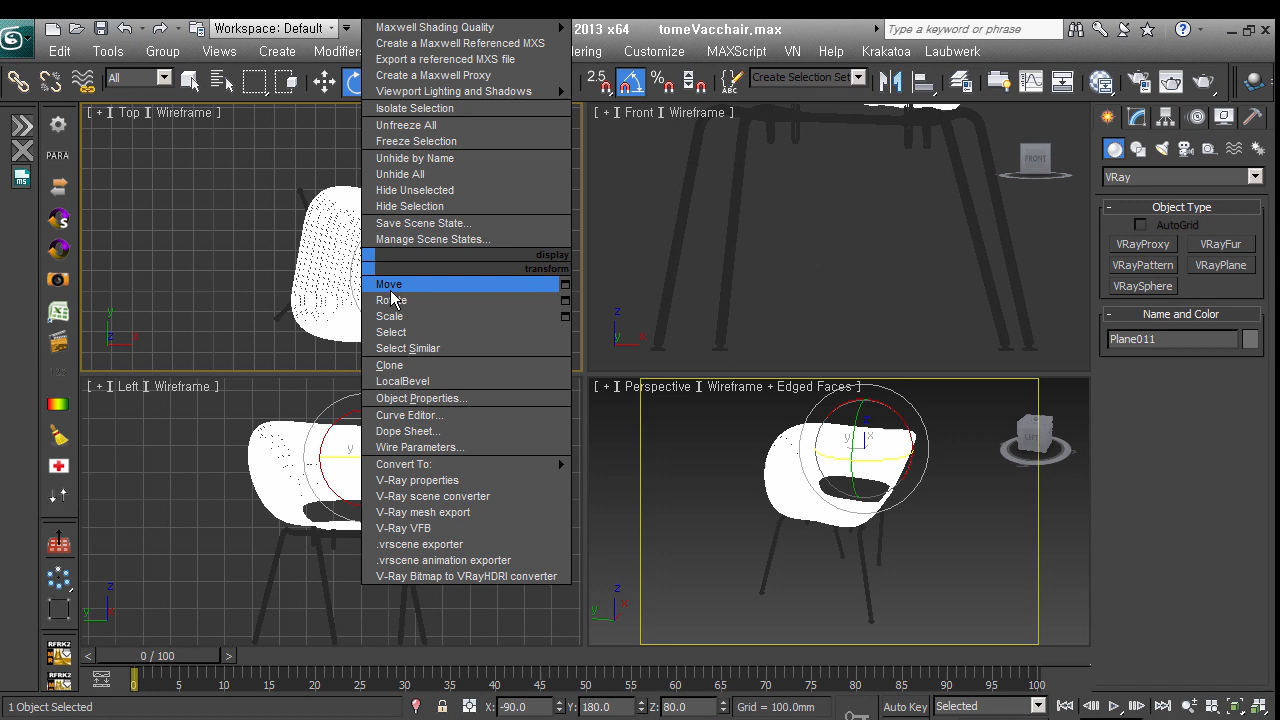 Workspace: Default
2013 x64
tomeVacchair.max
Type a keyword or phrase
Edit
Tools
Group
Views
Create
Modifiers
dering
Customize
MAXScript
VN
Help
Krakatoa
Laubwerk
All
2.5
%
ABC
Create Selection Set
Maxwell Shading Quality
Create a Maxwell Referenced MXS
Export a referenced MXS file
Create a Maxwell Proxy
Viewport Lighting and Shadows
Isolate Selection
Unfreeze All
Freeze Selection
Unhide by Name
Unhide All
Hide Unselected
Hide Selection
Save Scene State...
Manage Scene States...
display
transform
Move
Rotate
Scale
Select
Select Similar
Clone
LocalBevel
Object Properties...
Curve Editor...
Dope Sheet...
Wire Parameters...
Convert To:
V-Ray properties
V-Ray scene converter
V-Ray mesh export
V-Ray VFB
.vrscene exporter
.vrscene animation exporter
V-Ray Bitmap to VRayHDRI converter
[ + ] [ Top ] [ Wireframe ]
[ + ] [ Front ] [ Wireframe ]
FRONT
[ + ] [ Left ] [ Wireframe ]
[ + ] [ Perspective ] [ Wireframe + Edged Faces ]
LEFT
PARA
RFRK2
RFRK2
VRay
Object Type
AutoGrid
VRayProxy
VRayFur
VRayPattern
VRayPlane
VRaySphere
Name and Color
Plane011
0 / 100
0 5 10 15 20 25 30 35 40 45 50 55 60 65 70 75 80 85 90 95 100
1 Object Selected
X: -90.0
Y: 180.0
Z: 80.0
Grid = 100.0mm
Auto Key
Selected